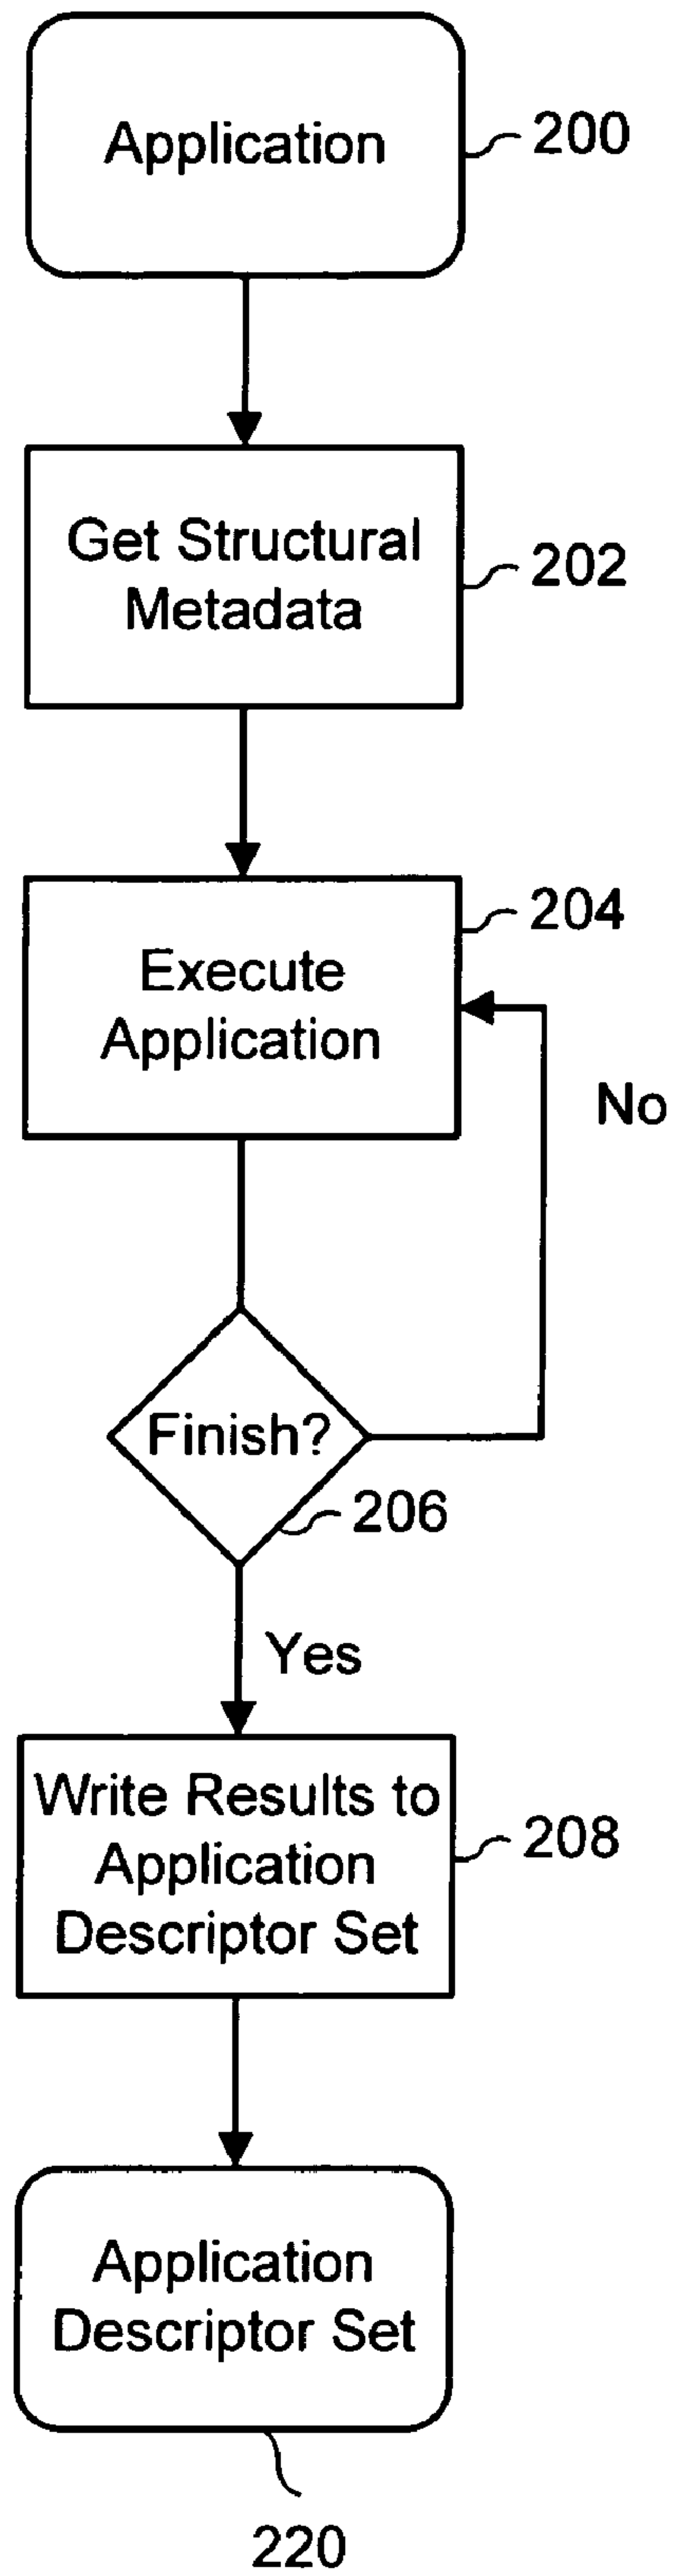 Application
200
Get Structural
Metadata
202
204
Execute
Application
No
Finish?
206
Yes
Write Results to
Application
Descriptor Set
208
Application
Descriptor Set
220